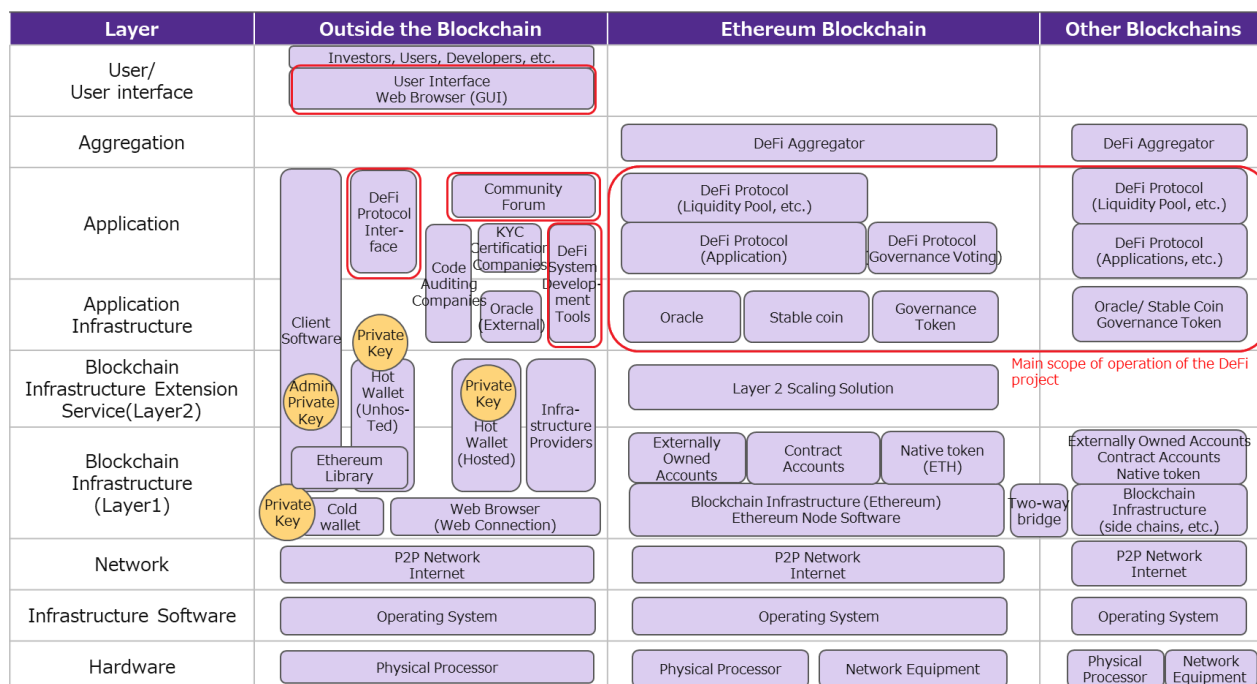 Layer
Outside the Blockchain
Ethereum Blockchain
Other Blockchains
User/
User interface
Investors, Users, Developers, etc.
User Interface
Web Browser (GUI)
Aggregation
DeFi Aggregator
DeFi Aggregator
Application
DeFi
Protocol
Inter-
face
Community
Forum
Code
Auditing
Companies
KYC
Certification
Companies
DeFi
System
Develop-
ment
Tools
DeFi Protocol
(Liquidity Pool, etc.)
DeFi Protocol
(Application)
DeFi Protocol
(Governance Voting)
DeFi Protocol
(Liquidity Pool, etc.)
DeFi Protocol
(Applications, etc.)
Application
Infrastructure
Client
Software
Private
Key
Oracle
(External)
Oracle
Stable coin
Governance
Token
Oracle/ Stable Coin
Governance Token
Main scope of operation of the DeFi
project
Blockchain
Infrastructure Extension
Service(Layer2)
Admin
Private
Key
Hot
Wallet
(Unhos-
Ted)
Private
Key
Hot
Wallet
(Hosted)
Infra-
structure
Providers
Layer 2 Scaling Solution
Blockchain
Infrastructure
(Layer1)
Ethereum
Library
Private
Key
Cold
wallet
Web Browser
(Web Connection)
Externally
Owned
Accounts
Contract
Accounts
Native token
(ETH)
Blockchain Infrastructure (Ethereum)
Ethereum Node Software
Two-way
bridge
Externally Owned Accounts
Contract Accounts
Native token
Blockchain
Infrastructure
(side chains, etc.)
Network
P2P Network
Internet
P2P Network
Internet
P2P Network
Internet
Infrastructure Software
Operating System
Operating System
Operating System
Hardware
Physical Processor
Physical Processor
Network Equipment
Physical
Processor
Network
Equipment